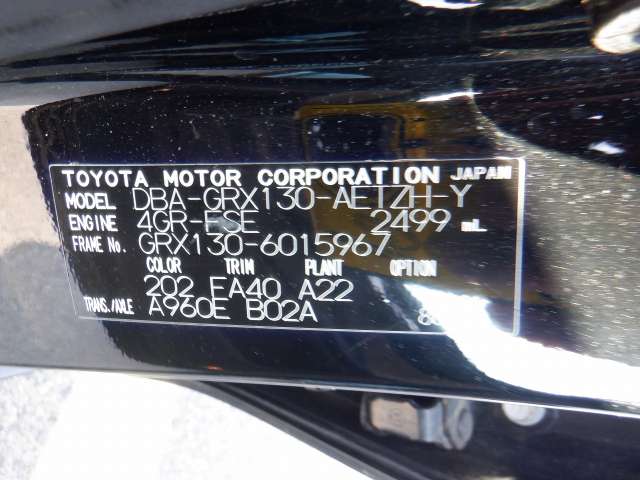 TOYOTA MOTOR CORPORATION JAPAN
MODEL DBA-GRX130-AETZH-Y
ENGINE 4GR-FSE 2499 mL
FRAME No. GRX130-6015967
COLOR TRIM PLANT OPTION
202 FA40 A22
TRANS./AXLE A960E B02A